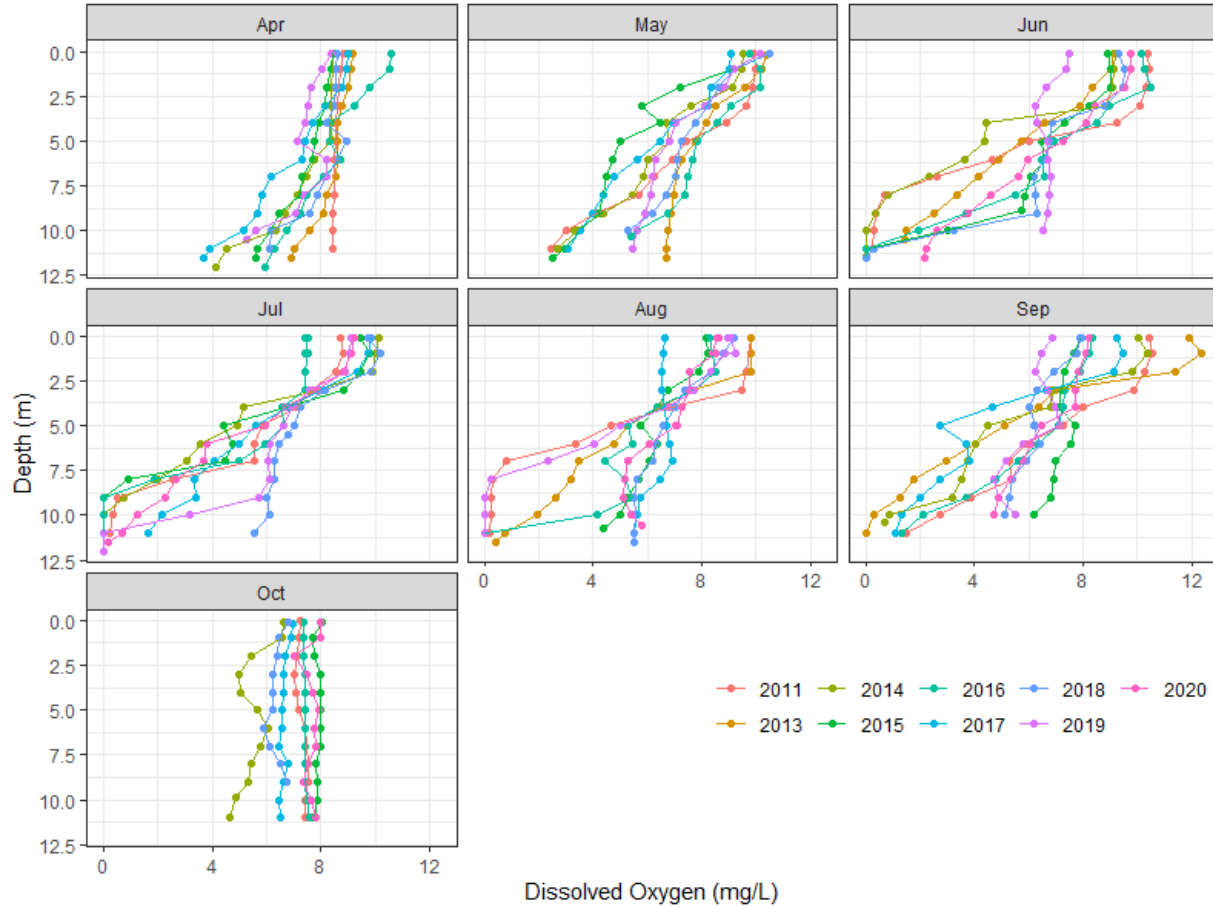 Apr May Jun
0.0
2.5
5.0
7.5
10.0
12.5
Jul Aug Sep
0.0
2.5
5.0
7.5
10.0
12.5
0 4 8 12 0 4 8 12
Oct
0.0
2.5
5.0
7.5
10.0
12.5
0 4 8 12
Depth (m)
Dissolved Oxygen (mg/L)
2011 2014 2016 2018 2020
2013 2015 2017 2019